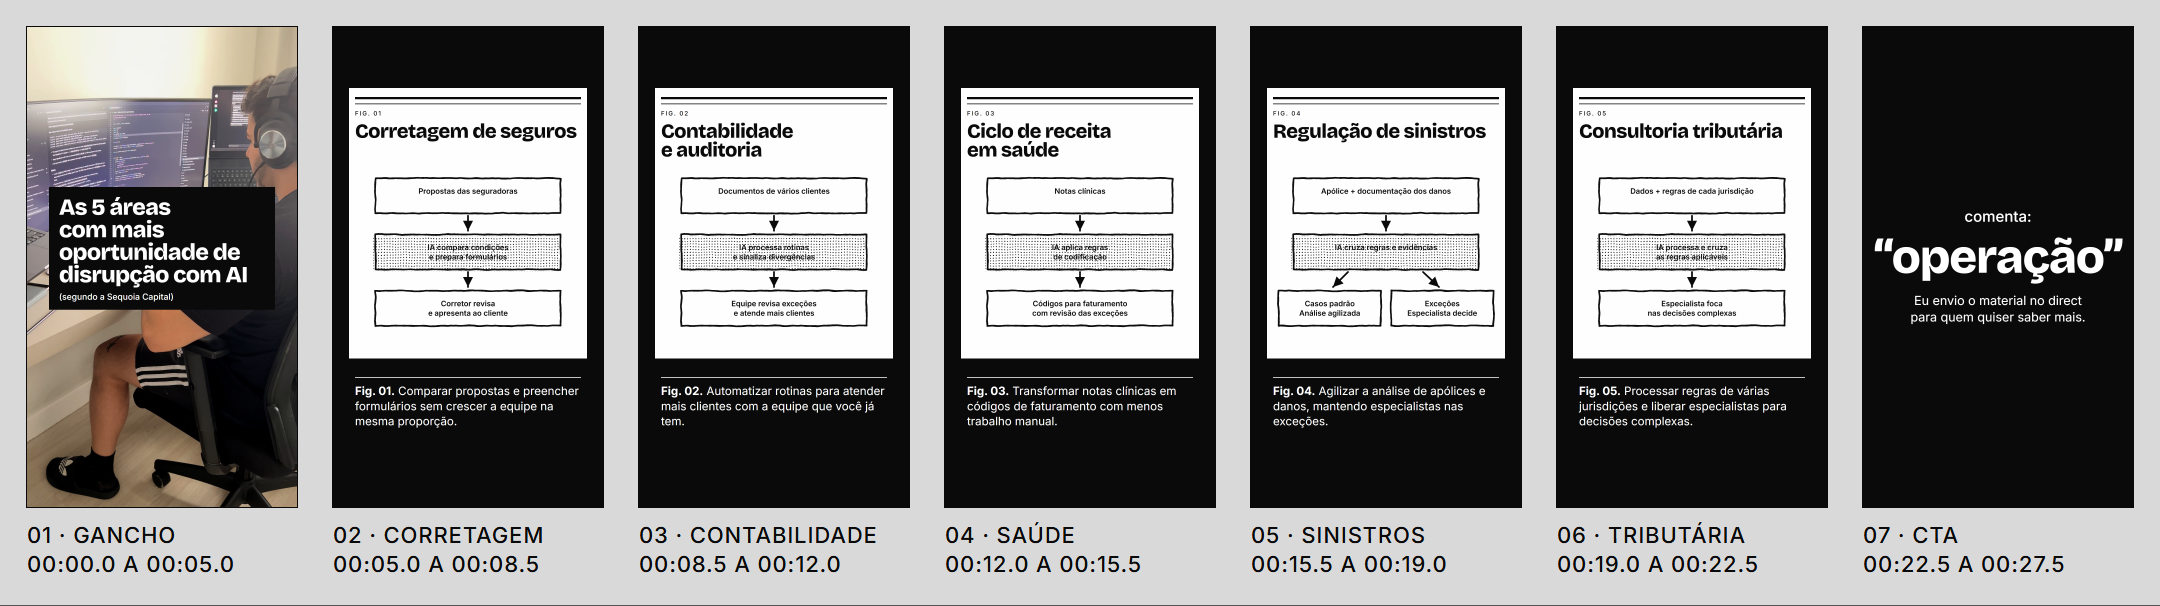 As 5 áreas
com mais
oportunidade de
disrupção com AI
(segundo a Sequoia Capital)
01 · GANCHO
00:00.0 A 00:05.0
FIG. 01
Corretagem de seguros
Propostas das seguradoras
IA compara condições
e prepara formulários
Corretor revisa
e apresenta ao cliente
Fig. 01. Comparar propostas e preencher
formulários sem crescer a equipe na
mesma proporção.
02 · CORRETAGEM
00:05.0 A 00:08.5
FIG. 02
Contabilidade
e auditoria
Documentos de vários clientes
IA processa rotinas
e sinaliza divergências
Equipe revisa exceções
e atende mais clientes
Fig. 02. Automatizar rotinas para atender
mais clientes com a equipe que você já
tem.
03 · CONTABILIDADE
00:08.5 A 00:12.0
FIG. 03
Ciclo de receita
em saúde
Notas clínicas
IA aplica regras
de codificação
Códigos para faturamento
com revisão das exceções
Fig. 03. Transformar notas clínicas em
códigos de faturamento com menos
trabalho manual.
04 · SAÚDE
00:12.0 A 00:15.5
FIG. 04
Regulação de sinistros
Apólice + documentação dos danos
IA cruza regras e evidências
Casos padrão
Análise agilizada
Exceções
Especialista decide
Fig. 04. Agilizar a análise de apólices e
danos, mantendo especialistas nas
exceções.
05 · SINISTROS
00:15.5 A 00:19.0
FIG. 05
Consultoria tributária
Dados + regras de cada jurisdição
IA processa e cruza
as regras aplicáveis
Especialista foca
nas decisões complexas
Fig. 05. Processar regras de várias
jurisdições e liberar especialistas para
decisões complexas.
06 · TRIBUTÁRIA
00:19.0 A 00:22.5
comenta:
“operação”
Eu envio o material no direct
para quem quiser saber mais.
07 · CTA
00:22.5 A 00:27.5